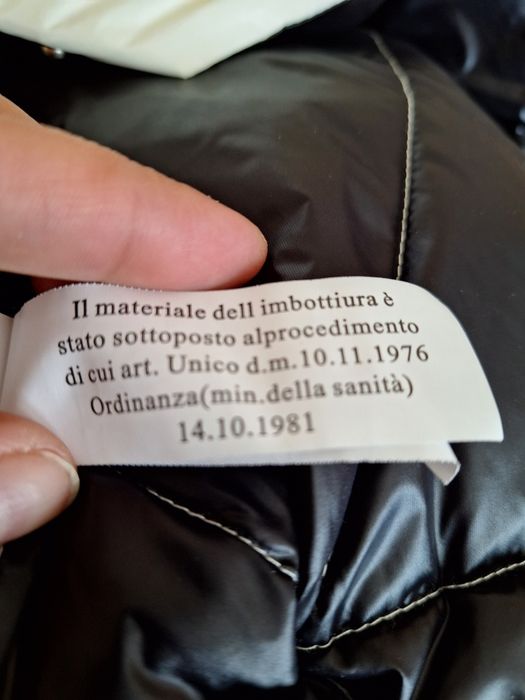 Il materiale dell imbottiura è
stato sottoposto alprocedimento
di cui art. Unico d.m.10.11.1976
Ordinanza(min.della sanità)
14.10.1981